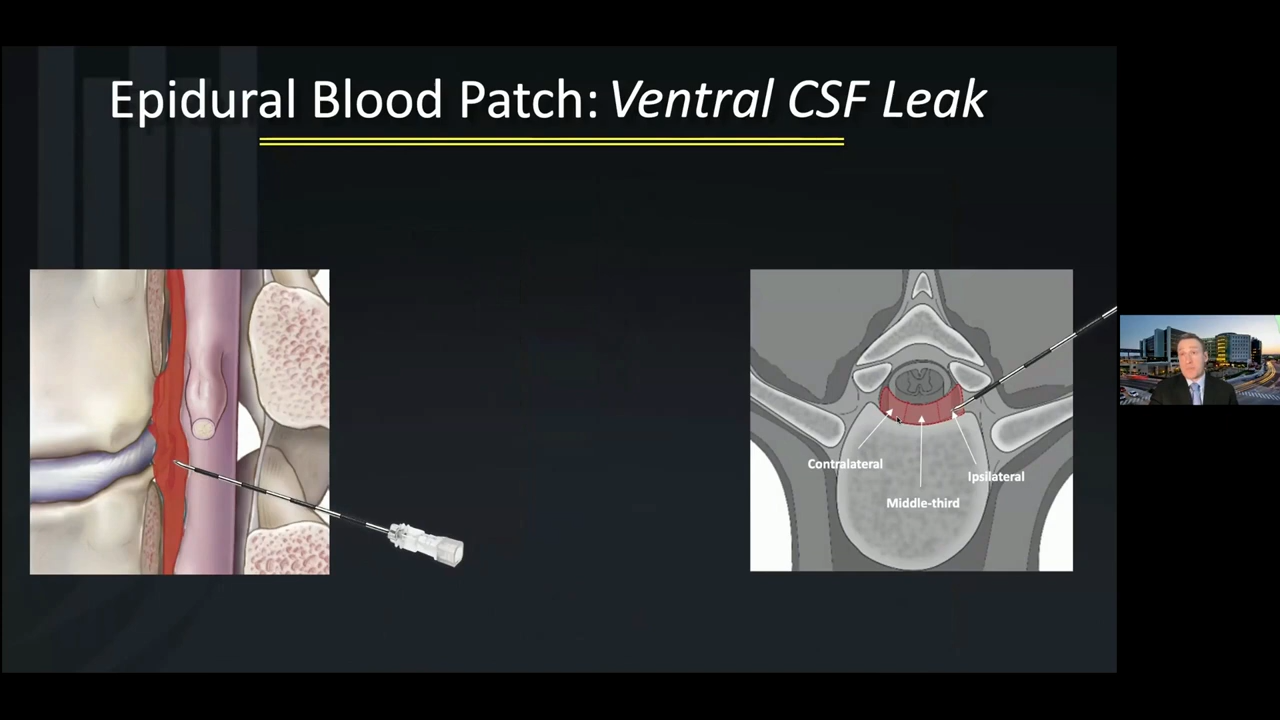 Epidural Blood Patch: Ventral CSF Leak
Contralateral
Ipsilateral
Middle-third